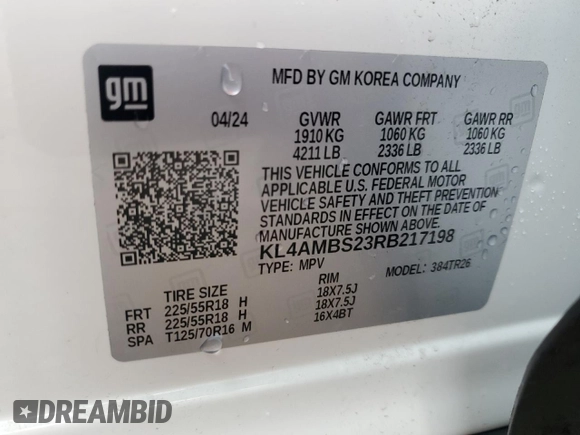 gm
MFD BY GM KOREA COMPANY
04/24 GVWR GAWR FRT GAWR RR
1910 KG 1060 KG 1060 KG
4211 LB 2336 LB 2336 LB
THIS VEHICLE CONFORMS TO ALL
APPLICABLE U.S. FEDERAL MOTOR
VEHICLE SAFETY AND THEFT PREVENTION
STANDARDS IN EFFECT ON THE DATE OF
MANUFACTURE SHOWN ABOVE.
KL4AMBS23RB217198
TYPE: MPV MODEL: 384TR26
TIRE SIZE RIM
FRT 225/55R18 H 18X7.5J
RR 225/55R18 H 18X7.5J
SPA T125/70R16 M 16X4BT
DREAMBID